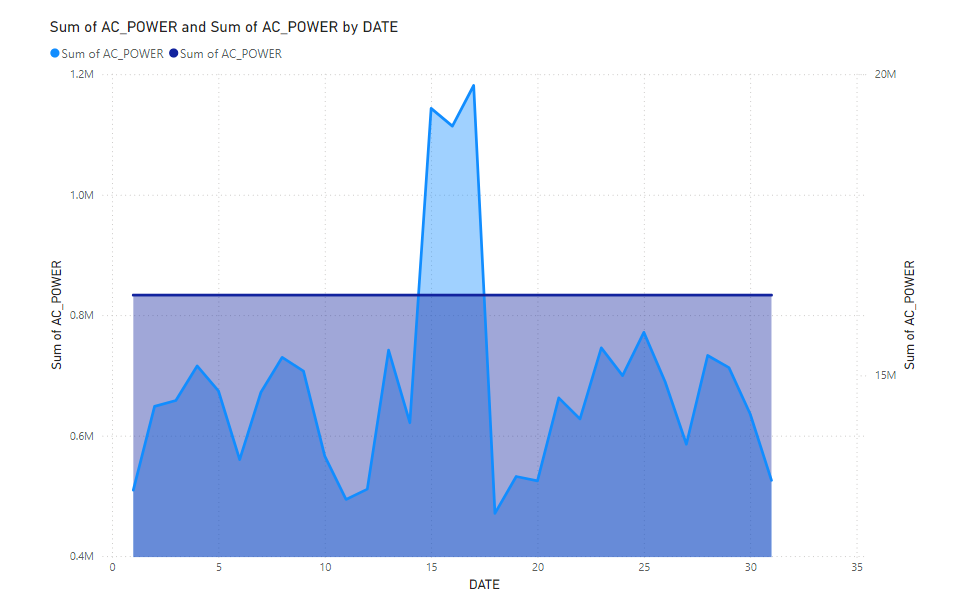 Sum of AC_POWER and Sum of AC_POWER by DATE
Sum of AC_POWER Sum of AC_POWER
1.2M
1.0M
0.8M
0.6M
0.4M
Sum of AC_POWER
20M
15M
Sum of AC_POWER
0 5 10 15 20 25 30 35
DATE